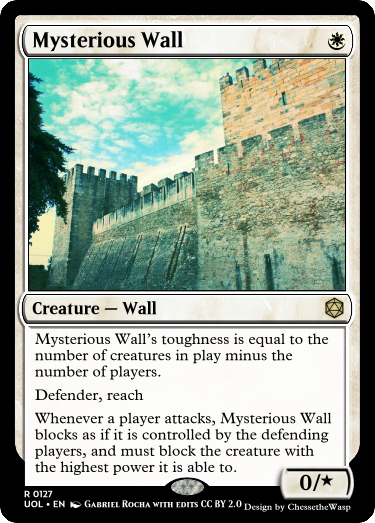 Mysterious Wall
Creature — Wall
Mysterious Wall's toughness is equal to the
number of creatures in play minus the
number of players.
Defender, reach
Whenever a player attacks, Mysterious Wall
blocks as if it is controlled by the defending
players, and must block the creature with
the highest power it is able to.
0/★
R 0127
UOL • EN Gabriel Rocha with edits CC BY 2.0 Design by ChessetheWasp